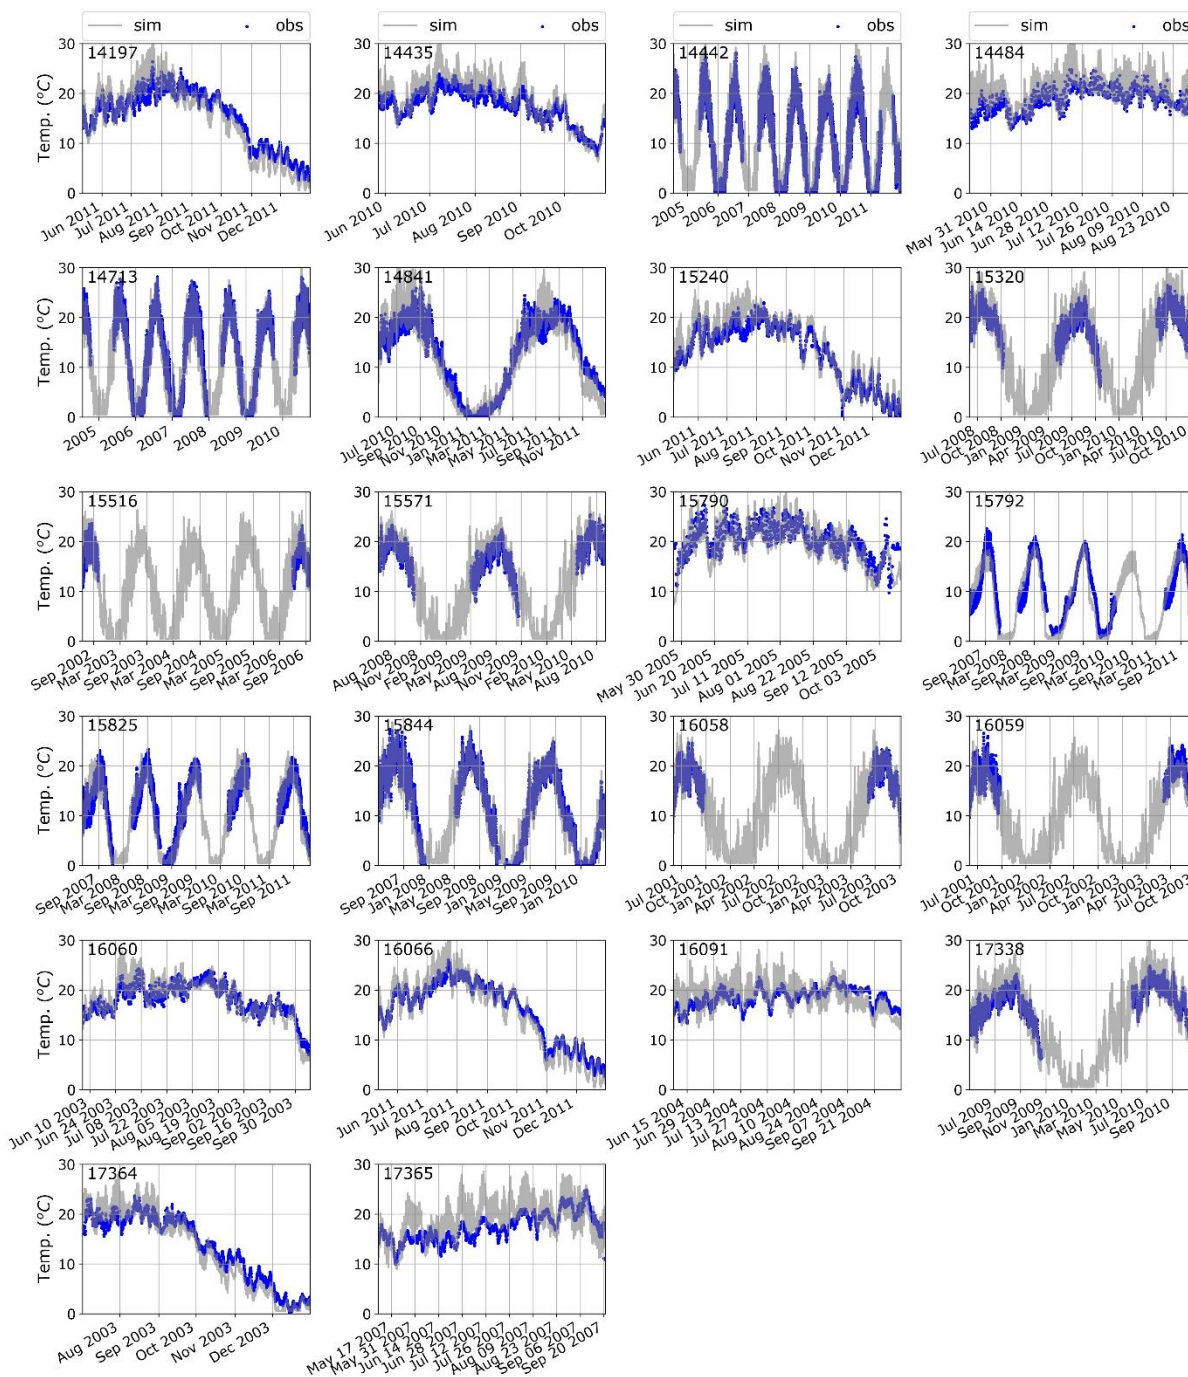 sim obs sim obs sim obs sim obs
30 14197 30 14435 30 14442 30 14484
20 20 20 20
10 10 10 10
0 0 0 0
Temp. (°C)
Jun 2011 Jul 2011 Aug 2011 Sep 2011 Oct 2011 Nov 2011 Dec 2011
Jun 2010 Jul 2010 Aug 2010 Sep 2010 Oct 2010
2005 2006 2007 2008 2009 2010 2011
May 31 2010 Jun 14 2010 Jun 28 2010 Jul 12 2010 Jul 26 2010 Aug 09 2010 Aug 23 2010
30 14713 30 14841 30 15240 30 15320
20 20 20 20
10 10 10 10
0 0 0 0
Temp. (°C)
2005 2006 2007 2008 2009 2010
Jul 2010 Sep 2010 Nov 2010 Jan 2011 Mar 2011 May 2011 Jul 2011 Sep 2011 Nov 2011
Jun 2011 Jul 2011 Aug 2011 Sep 2011 Oct 2011 Nov 2011 Dec 2011
Jul 2008 Oct 2008 Jan 2009 Apr 2009 Jul 2009 Oct 2009 Jan 2010 Apr 2010 Jul 2010 Oct 2010
30 15516 30 15571 30 15790 30 15792
20 20 20 20
10 10 10 10
0 0 0 0
Temp. (°C)
Sep 2002 Mar 2003 Sep 2003 Mar 2004 Sep 2004 Mar 2005 Sep 2005 Mar 2006 Sep 2006
Aug 2008 Nov 2008 Feb 2009 May 2009 Aug 2009 Nov 2009 Feb 2010 May 2010 Aug 2010
May 30 2005 Jun 20 2005 Jul 11 2005 Aug 01 2005 Aug 22 2005 Sep 12 2005 Oct 03 2005
Sep 2007 Mar 2008 Sep 2008 Mar 2009 Sep 2009 Mar 2010 Sep 2010 Mar 2011 Sep 2011
30 15825 30 15844 30 16058 30 16059
20 20 20 20
10 10 10 10
0 0 0 0
Temp. (°C)
Sep 2007 Mar 2008 Sep 2008 Mar 2009 Sep 2009 Mar 2010 Sep 2010 Mar 2011 Sep 2011
Sep 2007 Jan 2008 May 2008 Sep 2008 Jan 2009 May 2009 Sep 2009 Jan 2010
Jul 2001 Oct 2001 Jan 2002 Apr 2002 Jul 2002 Oct 2002 Jan 2003 Apr 2003 Jul 2003 Oct 2003
Jul 2001 Oct 2001 Jan 2002 Apr 2002 Jul 2002 Oct 2002 Jan 2003 Apr 2003 Jul 2003 Oct 2003
30 16060 30 16066 30 16091 30 17338
20 20 20 20
10 10 10 10
0 0 0 0
Temp. (°C)
Jun 10 2003 Jun 24 2003 Jul 08 2003 Jul 22 2003 Aug 05 2003 Aug 19 2003 Sep 02 2003 Sep 16 2003 Sep 30 2003
Jun 2011 Jul 2011 Aug 2011 Sep 2011 Oct 2011 Nov 2011 Dec 2011
Jun 15 2004 Jun 29 2004 Jul 13 2004 Jul 27 2004 Aug 10 2004 Aug 24 2004 Sep 07 2004 Sep 21 2004
Jul 2009 Sep 2009 Nov 2009 Jan 2010 Mar 2010 May 2010 Jul 2010 Sep 2010
30 17364 30 17365
20 20
10 10
0 0
Temp. (°C)
Aug 2003 Sep 2003 Oct 2003 Nov 2003 Dec 2003
May 17 2007 May 31 2007 Jun 14 2007 Jun 28 2007 Jul 12 2007 Jul 26 2007 Aug 09 2007 Aug 23 2007 Sep 06 2007 Sep 20 2007